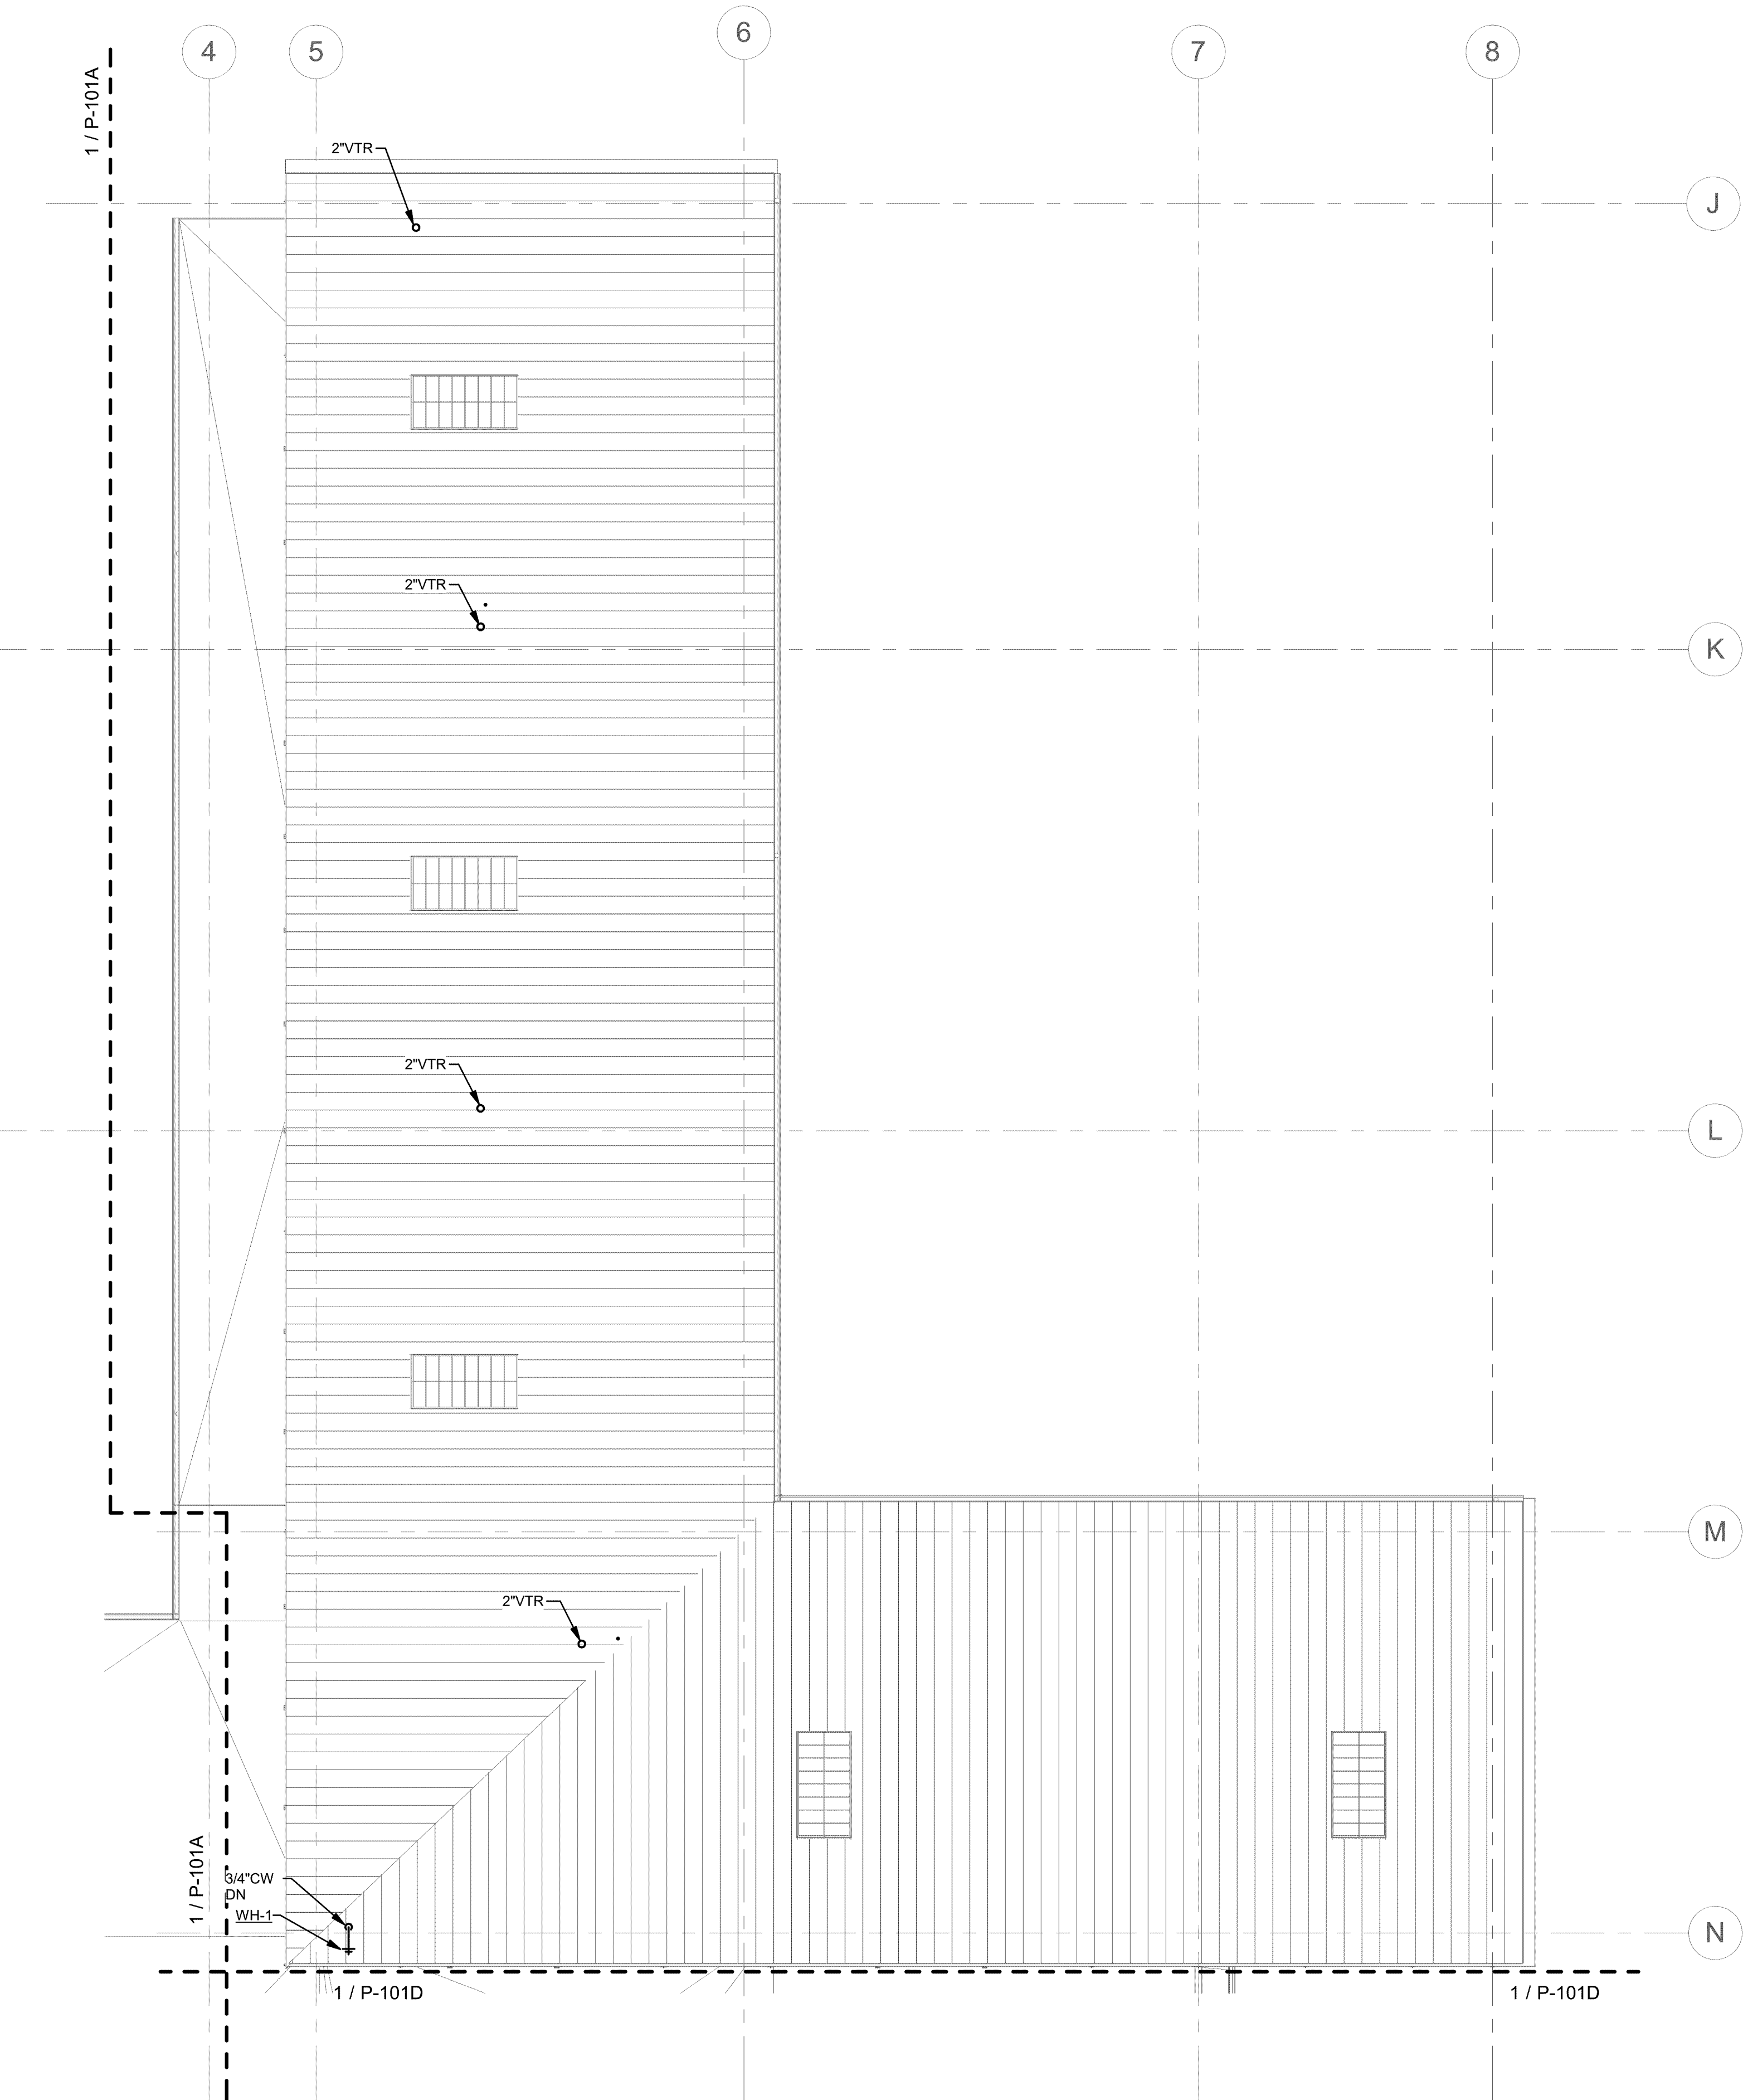 6
4
5
7
8
1 / P-101A
2"VTR
J
2"VTR
K
2"VTR
L
M
2"VTR
1 / P-101A
3/4"CW
DN
WH-1
N
1 / P-101D
1 / P-101D